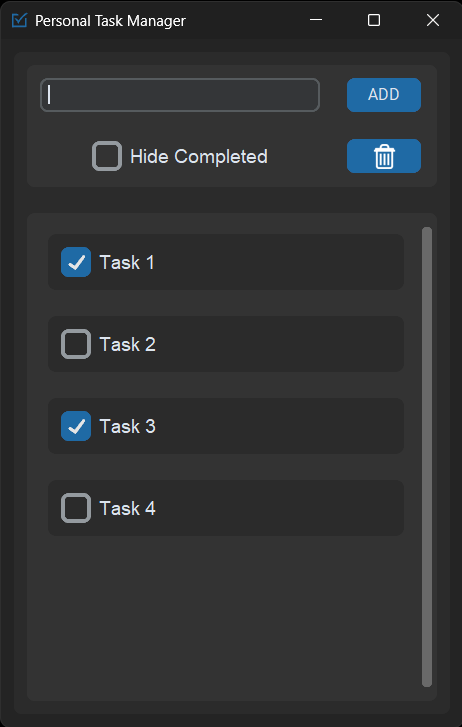 Personal Task Manager
ADD
Hide Completed
Task 1
Task 2
Task 3
Task 4